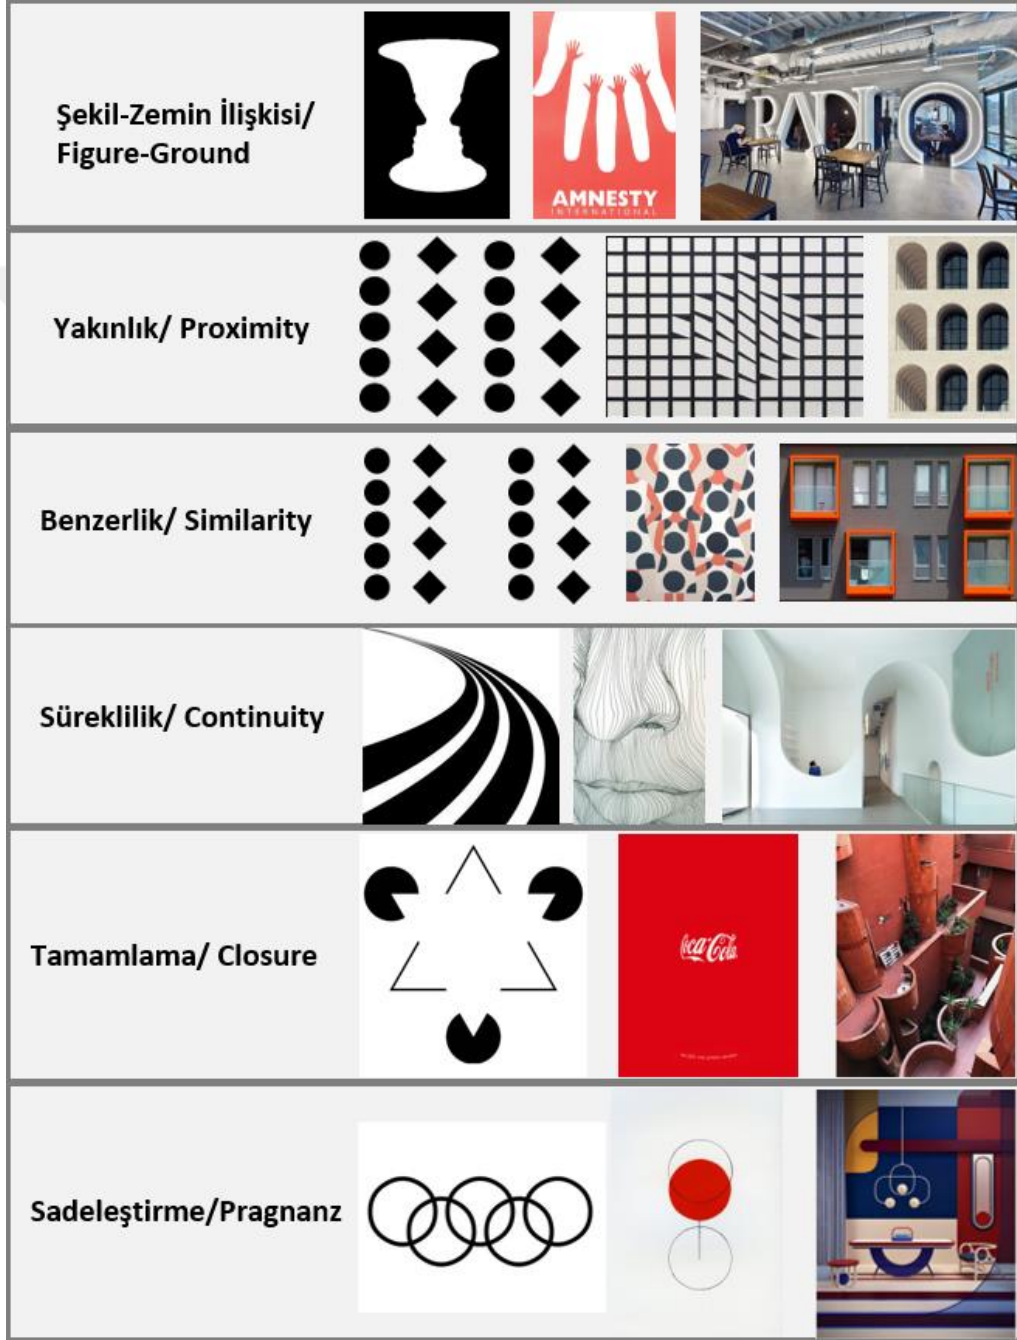 Şekil-Zemin İlişkisi/
Figure-Ground
AMNESTY
INTERNATIONAL
RADIO
Yakınlık/ Proximity
Benzerlik/ Similarity
Süreklilik/ Continuity
Tamamlama/ Closure
Coca-Cola
Sadeleştirme/Pragnanz